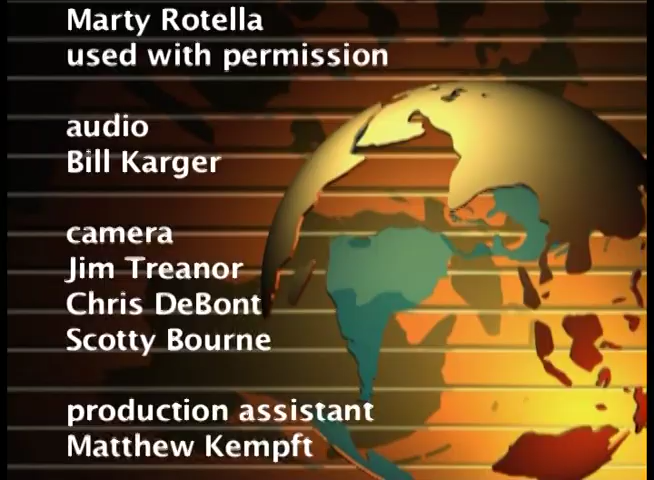 Marty Rotella
used with permission
audio
Bill Karger
camera
Jim Treanor
Chris DeBont
Scotty Bourne
production assistant
Matthew Kempft